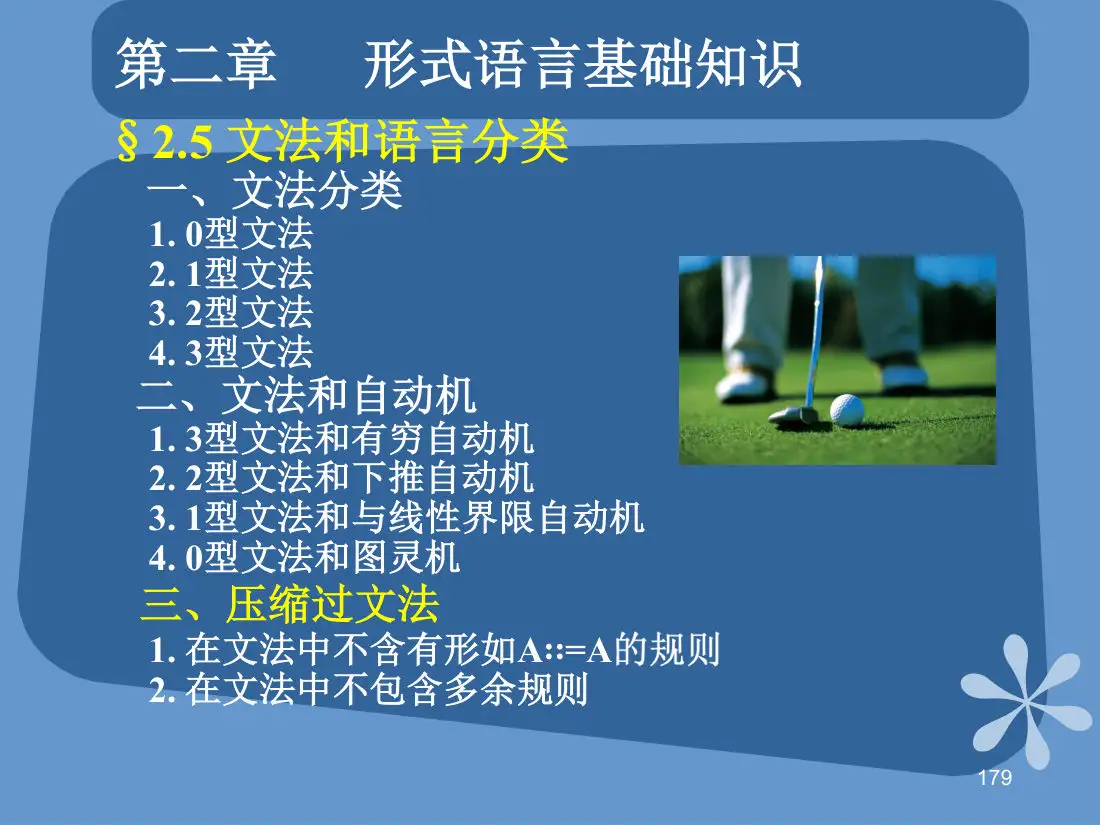 第二章 形式语言基础知识
§2.5 文法和语言分类
一、文法分类
1. 0型文法
2. 1型文法
3. 2型文法
4. 3型文法
二、文法和自动机
1. 3型文法和有穷自动机
2. 2型文法和下推自动机
3. 1型文法和与线性界限自动机
4. 0型文法和图灵机
三、压缩过文法
1. 在文法中不含有形如A∷=A的规则
2. 在文法中不包含多余规则
179